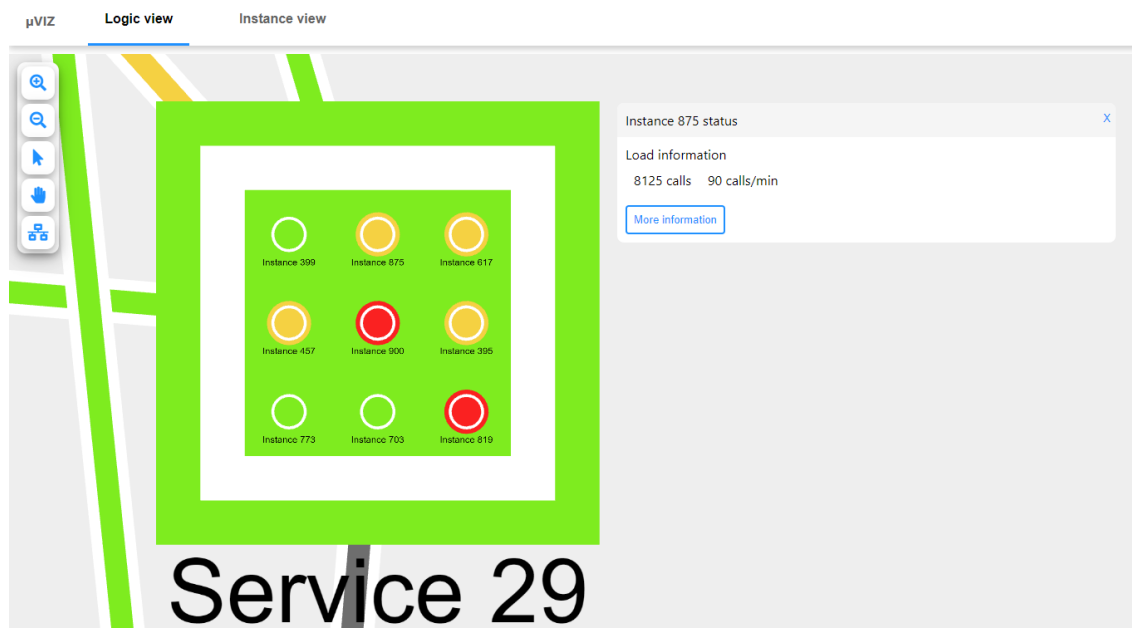 µVIZ Logic view Instance view
Instance 875 status X
Load information
8125 calls 90 calls/min
More information
Instance 399 Instance 875 Instance 617
Instance 457 Instance 900 Instance 395
Instance 773 Instance 703 Instance 819
Service 29